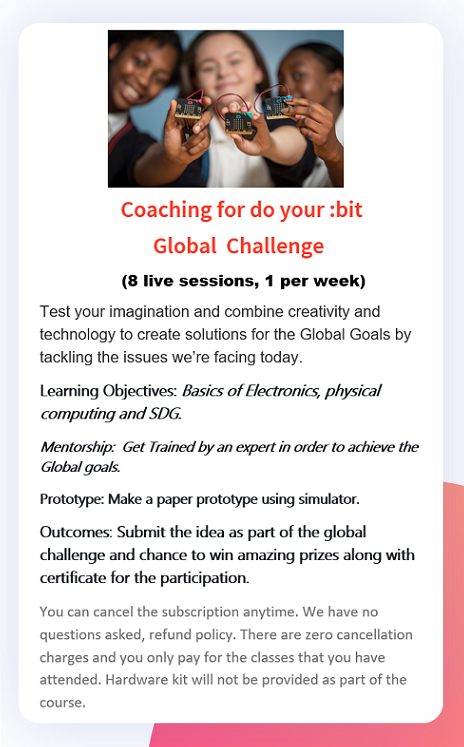 Coaching for do your :bit
Global Challenge
(8 live sessions, 1 per week)
Test your imagination and combine creativity and
technology to create solutions for the Global Goals by
tackling the issues we’re facing today.
Learning Objectives: Basics of Electronics, physical
computing and SDG.
Mentorship: Get Trained by an expert in order to achieve the
Global goals.
Prototype: Make a paper prototype using simulator.
Outcomes: Submit the idea as part of the global
challenge and chance to win amazing prizes along with
certificate for the participation.
You can cancel the subscription anytime. We have no
questions asked, refund policy. There are zero cancellation
charges and you only pay for the classes that you have
attended. Hardware kit will not be provided as part of the
course.